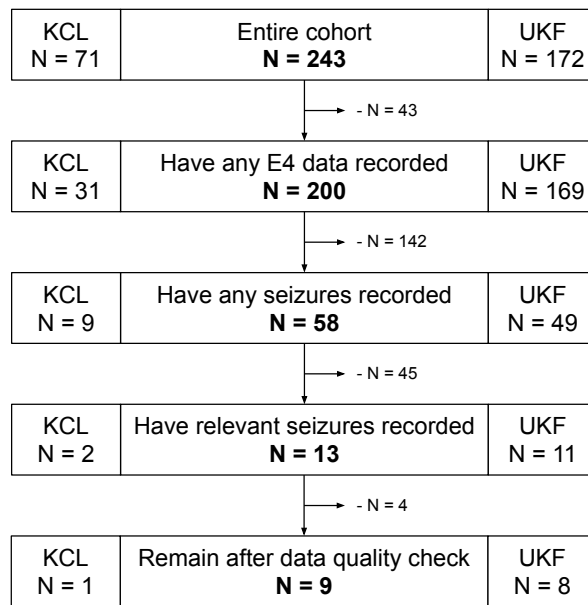 KCL
N = 71
Entire cohort
N = 243
UKF
N = 172
- N = 43
KCL
N = 31
Have any E4 data recorded
N = 200
UKF
N = 169
- N = 142
KCL
N = 9
Have any seizures recorded
N = 58
UKF
N = 49
- N = 45
KCL
N = 2
Have relevant seizures recorded
N = 13
UKF
N = 11
- N = 4
KCL
N = 1
Remain after data quality check
N = 9
UKF
N = 8